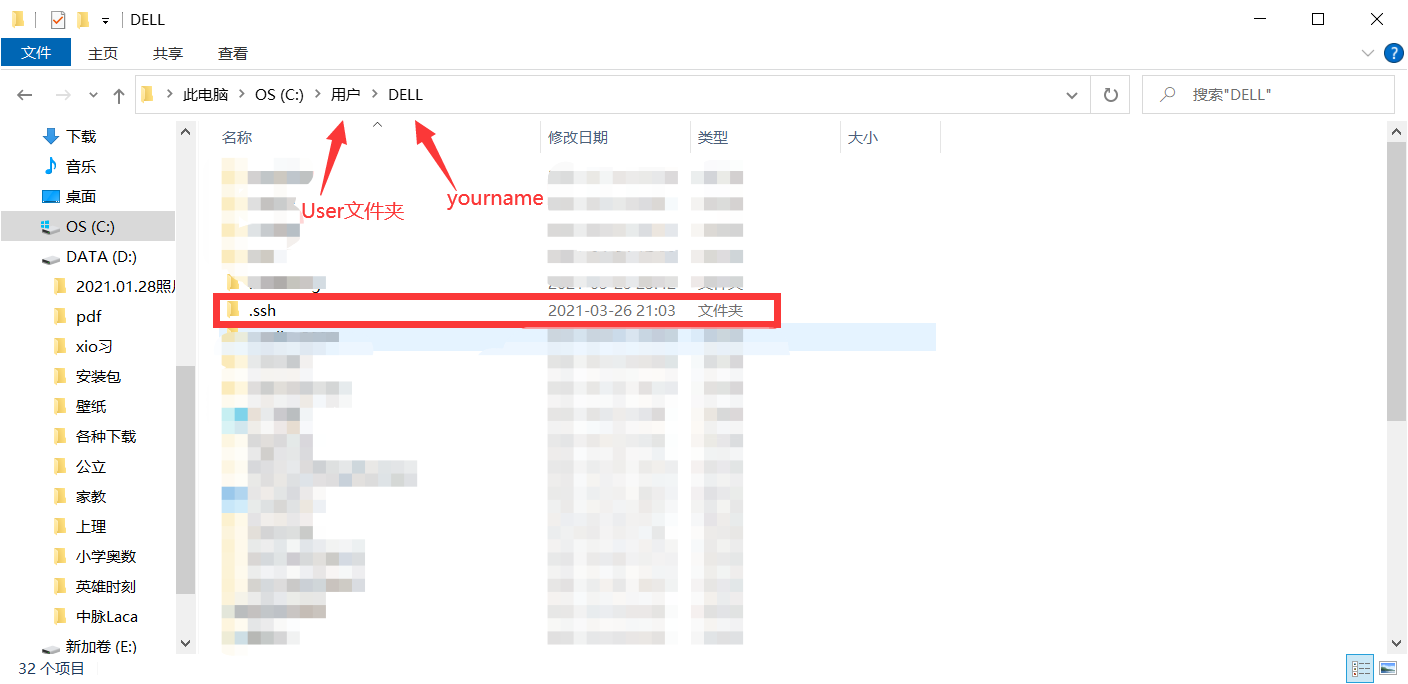 DELL
文件 主页 共享 查看
此电脑 OS (C:) 用户 DELL
搜索"DELL"
名称 修改日期 类型 大小
User文件夹
yourname
.ssh 2021-03-26 21:03 文件夹
下载
音乐
桌面
OS (C:)
DATA (D:)
2021.01.28照
pdf
xio习
安装包
壁纸
各种下载
公立
家教
上理
小学奥数
英雄时刻
中脉Laca
新加卷 (E:)
32 个项目